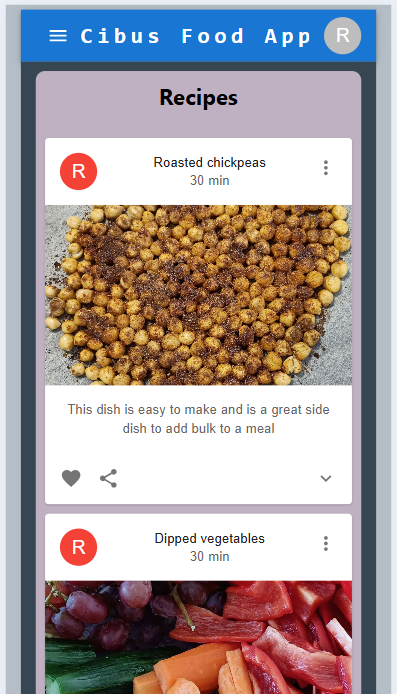 Cibus Food App R
Recipes
R
Roasted chickpeas
30 min
This dish is easy to make and is a great side
dish to add bulk to a meal
R
Dipped vegetables
30 min